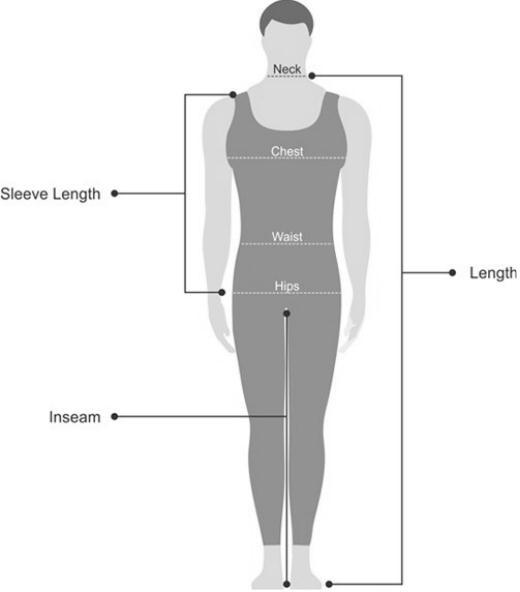 Neck
Chest
Sleeve Length
Waist
Length
Hips
Inseam